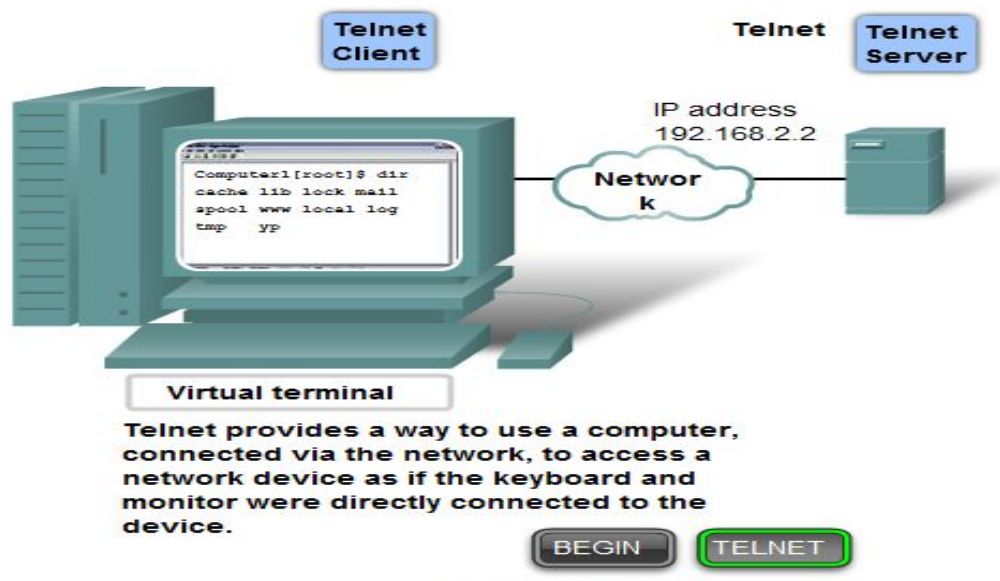 Telnet
Client
Telnet
Telnet
Server
IP address
192.168.2.2
Computer1[root]$ dir
cache lib lock mail
spool www local log
tmp yp
Networ
k
Virtual terminal
Telnet provides a way to use a computer,
connected via the network, to access a
network device as if the keyboard and
monitor were directly connected to the
device.
BEGIN
TELNET